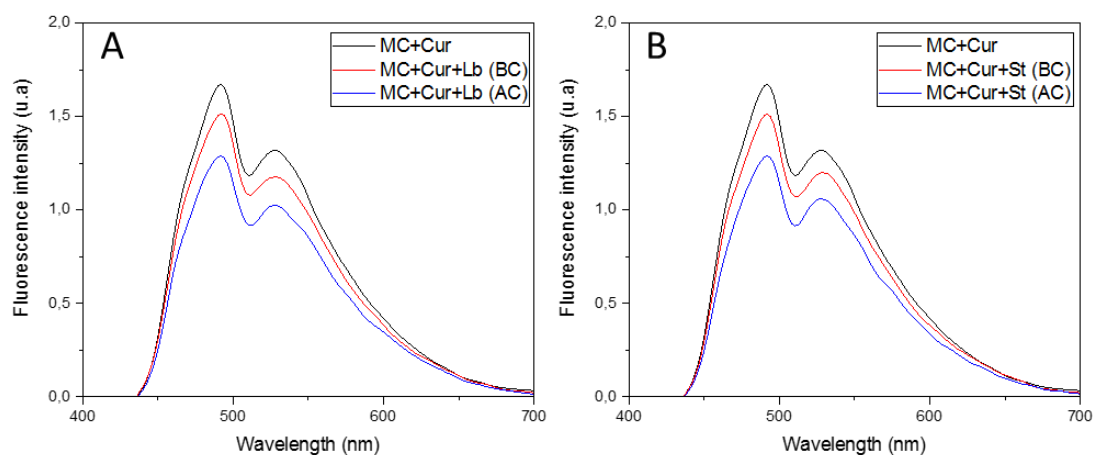 A
MC+Cur
MC+Cur+Lb (BC)
MC+Cur+Lb (AC)
2,0
1,5
1,0
0,5
0,0
Fluorescence intensity (u.a)
400
500
600
700
Wavelength (nm)
B
MC+Cur
MC+Cur+St (BC)
MC+Cur+St (AC)
2,0
1,5
1,0
0,5
0,0
Fluorescence intensity (u.a)
400
500
600
700
Wavelength (nm)